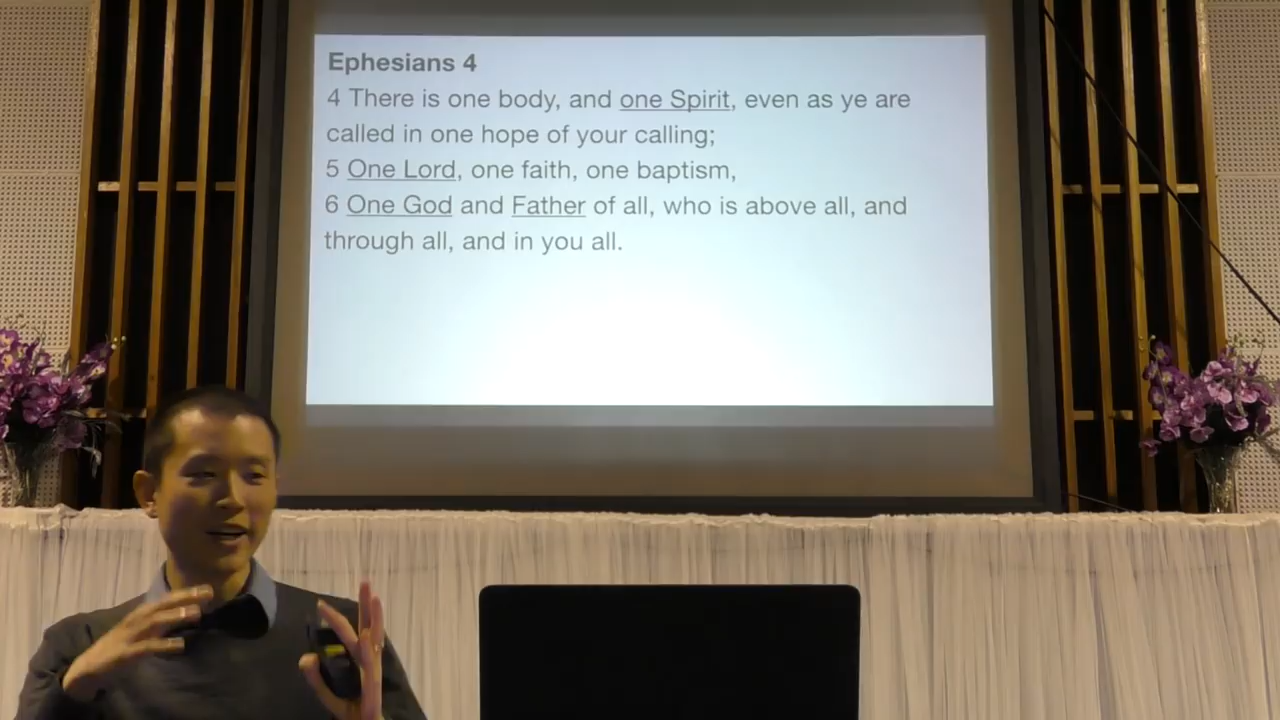 Ephesians 4
4 There is one body, and one Spirit, even as ye are
called in one hope of your calling;
5 One Lord, one faith, one baptism,
6 One God and Father of all, who is above all, and
through all, and in you all.